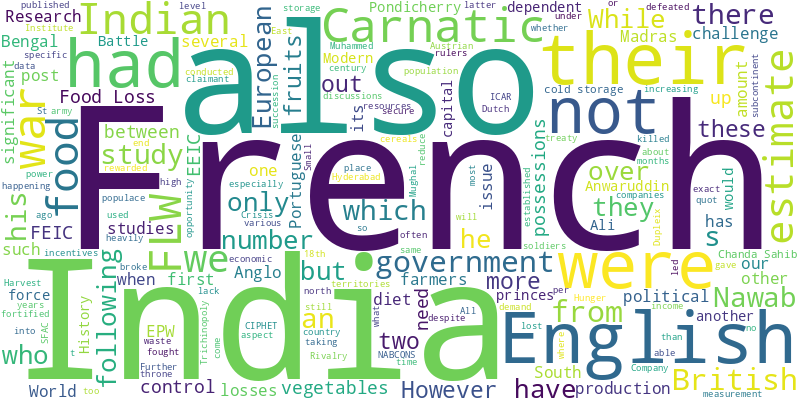 French
India
also
English
were
their
had
not
Carnatic
Indian
war
food
FLW
we
his
who
estimate
study
government
which
Nawab
have
from
British
number
only
but
an
he
they
over
two
more
However
following
European
fruits
out
While
there
these
s
possessions
Research
Bengal
several
Battle
post
significant
Food Loss
between
studies
EEIC
FEIC
such
force
when
first
Anglo
EPW
World
control
losses
vegetables
History
Portuguese
one
its
capital
issue
diet
need
farmers
princes
political
another
South
production
Pondicherry
dependent
Madras
challenge
up
amount
cold storage
Anwaruddin
Ali
has
would
our
other
Chanda Sahib
Modern
Muhammed
Austrian
century
discussions
resources
secure
Dutch
ICAR
East
storage
latter
under
level
or
defeated
rulers
whether
published
Institute
specific
data
conducted
claimant
succession
population
increasing
subcontinent
treaty
killed
about
months
companies
established
exact
quot
Dupleix
led
gave
soldiers
Mughal
reduce
cereals
Small
place
Hyderabad
most
will
so
often
18th
same
territories
north
still
country
taking
Rivalry
lack
come
Trichinopoly
economic
Crisis
various
especially
opportunity
high
rewarded
end
St
army
power
happening
populace
ago
used
incentives
heavily
broke
Harvest
years
fortified
into
SFAC
t
too
waste
fought
Further
throne
CIPHET
aspect
NABCONS
what
All
despite
time
per
demand
Hunger
where
lost
income
Company
no
than
able
measurement